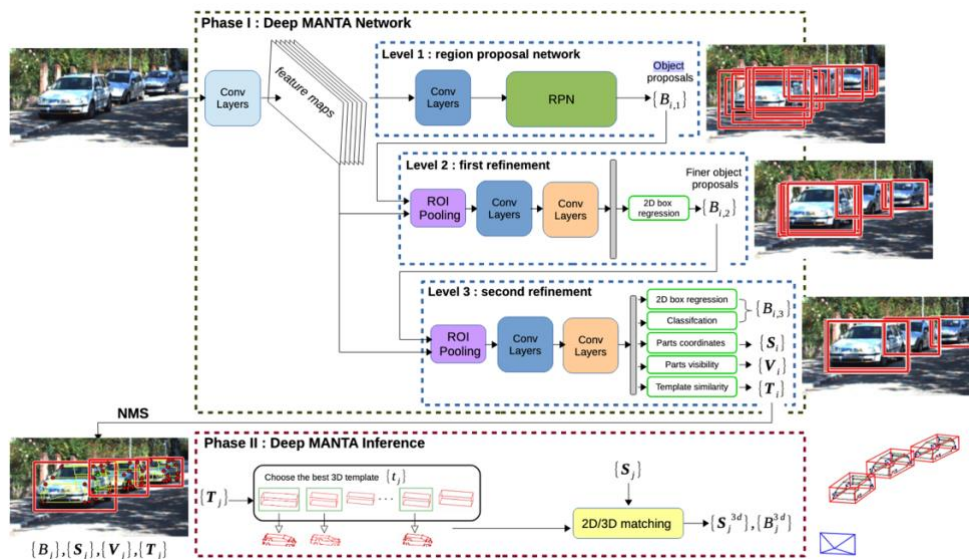 Phase I : Deep MANTA Network
Level 1 : region proposal network
Conv Layers
feature maps
Conv Layers
RPN
Object proposals
{B_{i,1}}
Level 2 : first refinement
ROI Pooling
Conv Layers
Conv Layers
2D box regression
Finer object proposals
{B_{i,2}}
Level 3 : second refinement
ROI Pooling
Conv Layers
Conv Layers
2D box regression
Classifcation
{B_{i,3}}
Parts coordinates
{S_i}
Parts visibility
{V_i}
Template similarity
{T_i}
NMS
{B_j},{S_j},{V_j},{T_j}
Phase II : Deep MANTA Inference
{T_j}
Choose the best 3D template {t_j}
...
{S_j}
2D/3D matching
{S_j^{3d}},{B_j^{3d}}